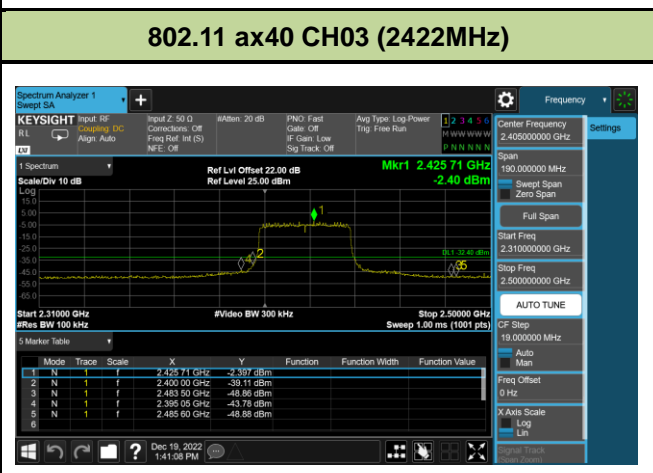 802.11 ax40 CH03 (2422MHz)
Spectrum Analyzer 1
Swept SA
+
Frequency
KEYSIGHT
RL
LXI
Input: RF
Coupling: DC
Align: Auto
Input Z: 50 Ω
Corrections: Off
Freq Ref: Int (S)
NFE: Off
#Atten: 20 dB
PNO: Fast
Gate: Off
IF Gain: Low
Sig Track: Off
Avg Type: Log-Power
Trig: Free Run
1 2 3 4 5 6
M W W W W W
P N N N N N
Center Frequency
2.405000000 GHz
Settings
Span
190.000000 MHz
Swept Span
Zero Span
Full Span
Start Freq
2.310000000 GHz
Stop Freq
2.500000000 GHz
AUTO TUNE
CF Step
19.000000 MHz
Auto
Man
Freq Offset
0 Hz
X Axis Scale
Log
Lin
Signal Track
(Span Zoom)
1 Spectrum
Scale/Div 10 dB
Ref Lvl Offset 22.00 dB
Ref Level 25.00 dBm
Mkr1 2.425 71 GHz
-2.40 dBm
Log
15.0
5.00
-5.00
-15.0
-25.0
-35.0
-45.0
-55.0
-65.0
1
2
DL1 -32.40 dBm
5
Start 2.31000 GHz
#Res BW 100 kHz
#Video BW 300 kHz
Stop 2.50000 GHz
Sweep 1.00 ms (1001 pts)
5 Marker Table
Mode Trace Scale X Y Function Function Width Function Value
1 N 1 f 2.425 71 GHz -2.397 dBm
2 N 1 f 2.400 00 GHz -39.11 dBm
3 N 1 f 2.483 50 GHz -48.86 dBm
4 N 1 f 2.395 05 GHz -43.78 dBm
5 N 1 f 2.485 60 GHz -48.88 dBm
6
?
Dec 19, 2022
1:41:08 PM